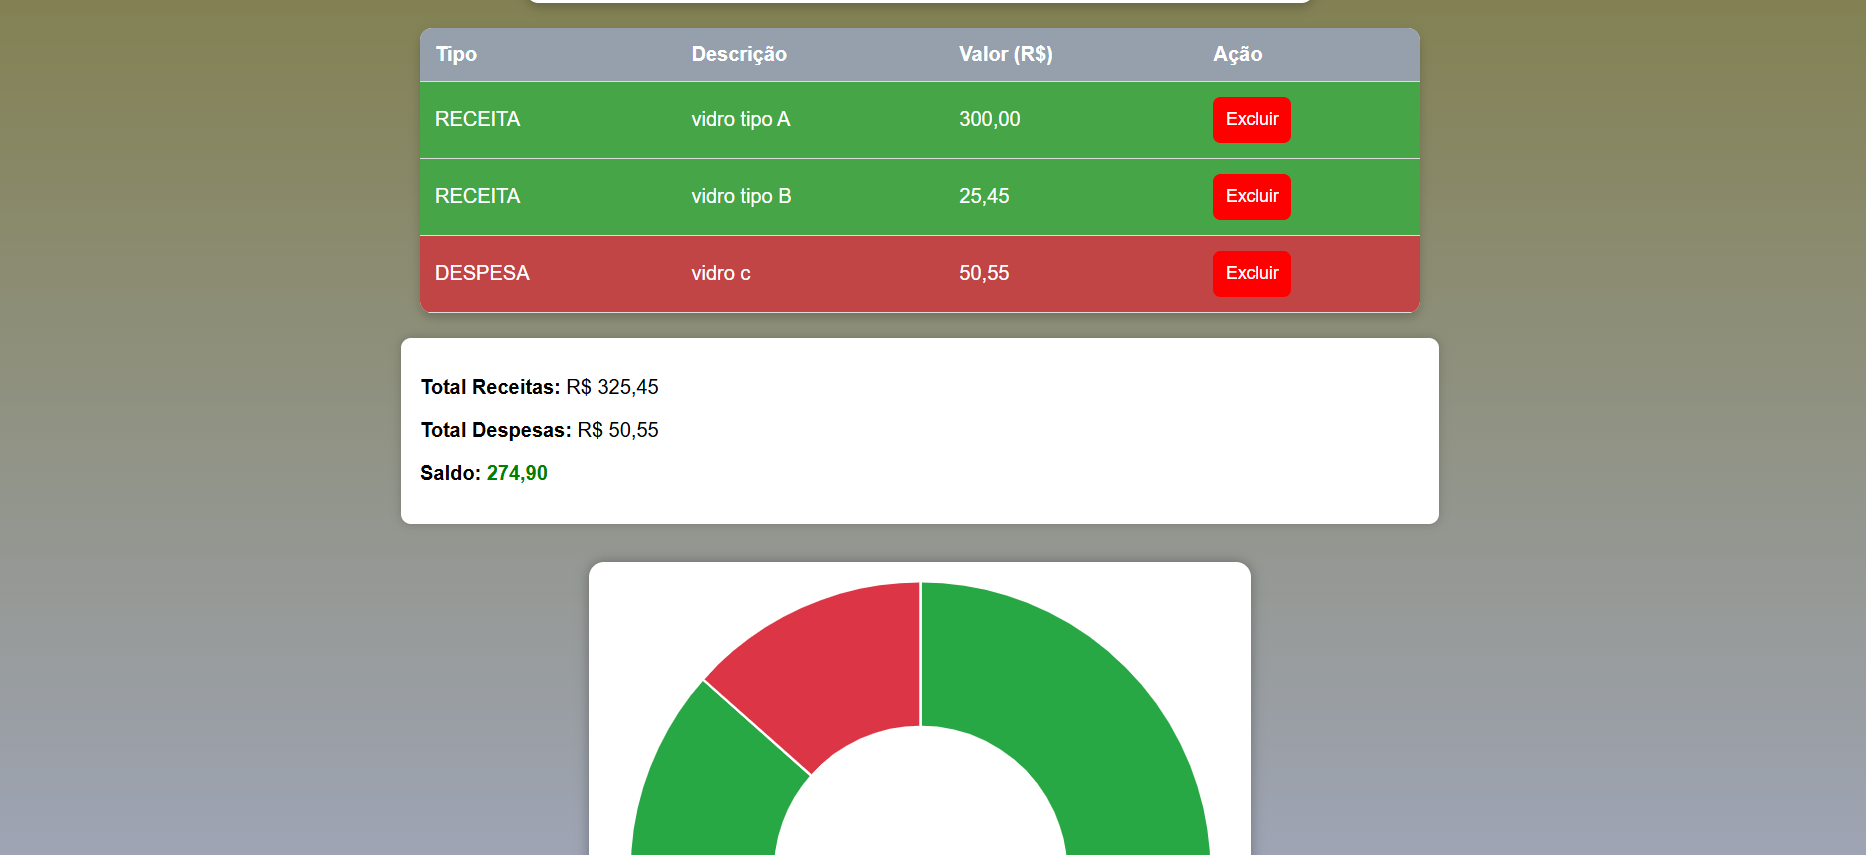 Tipo Descrição Valor (R$) Ação
RECEITA vidro tipo A 300,00 Excluir
RECEITA vidro tipo B 25,45 Excluir
DESPESA vidro c 50,55 Excluir
Total Receitas: R$ 325,45
Total Despesas: R$ 50,55
Saldo: 274,90